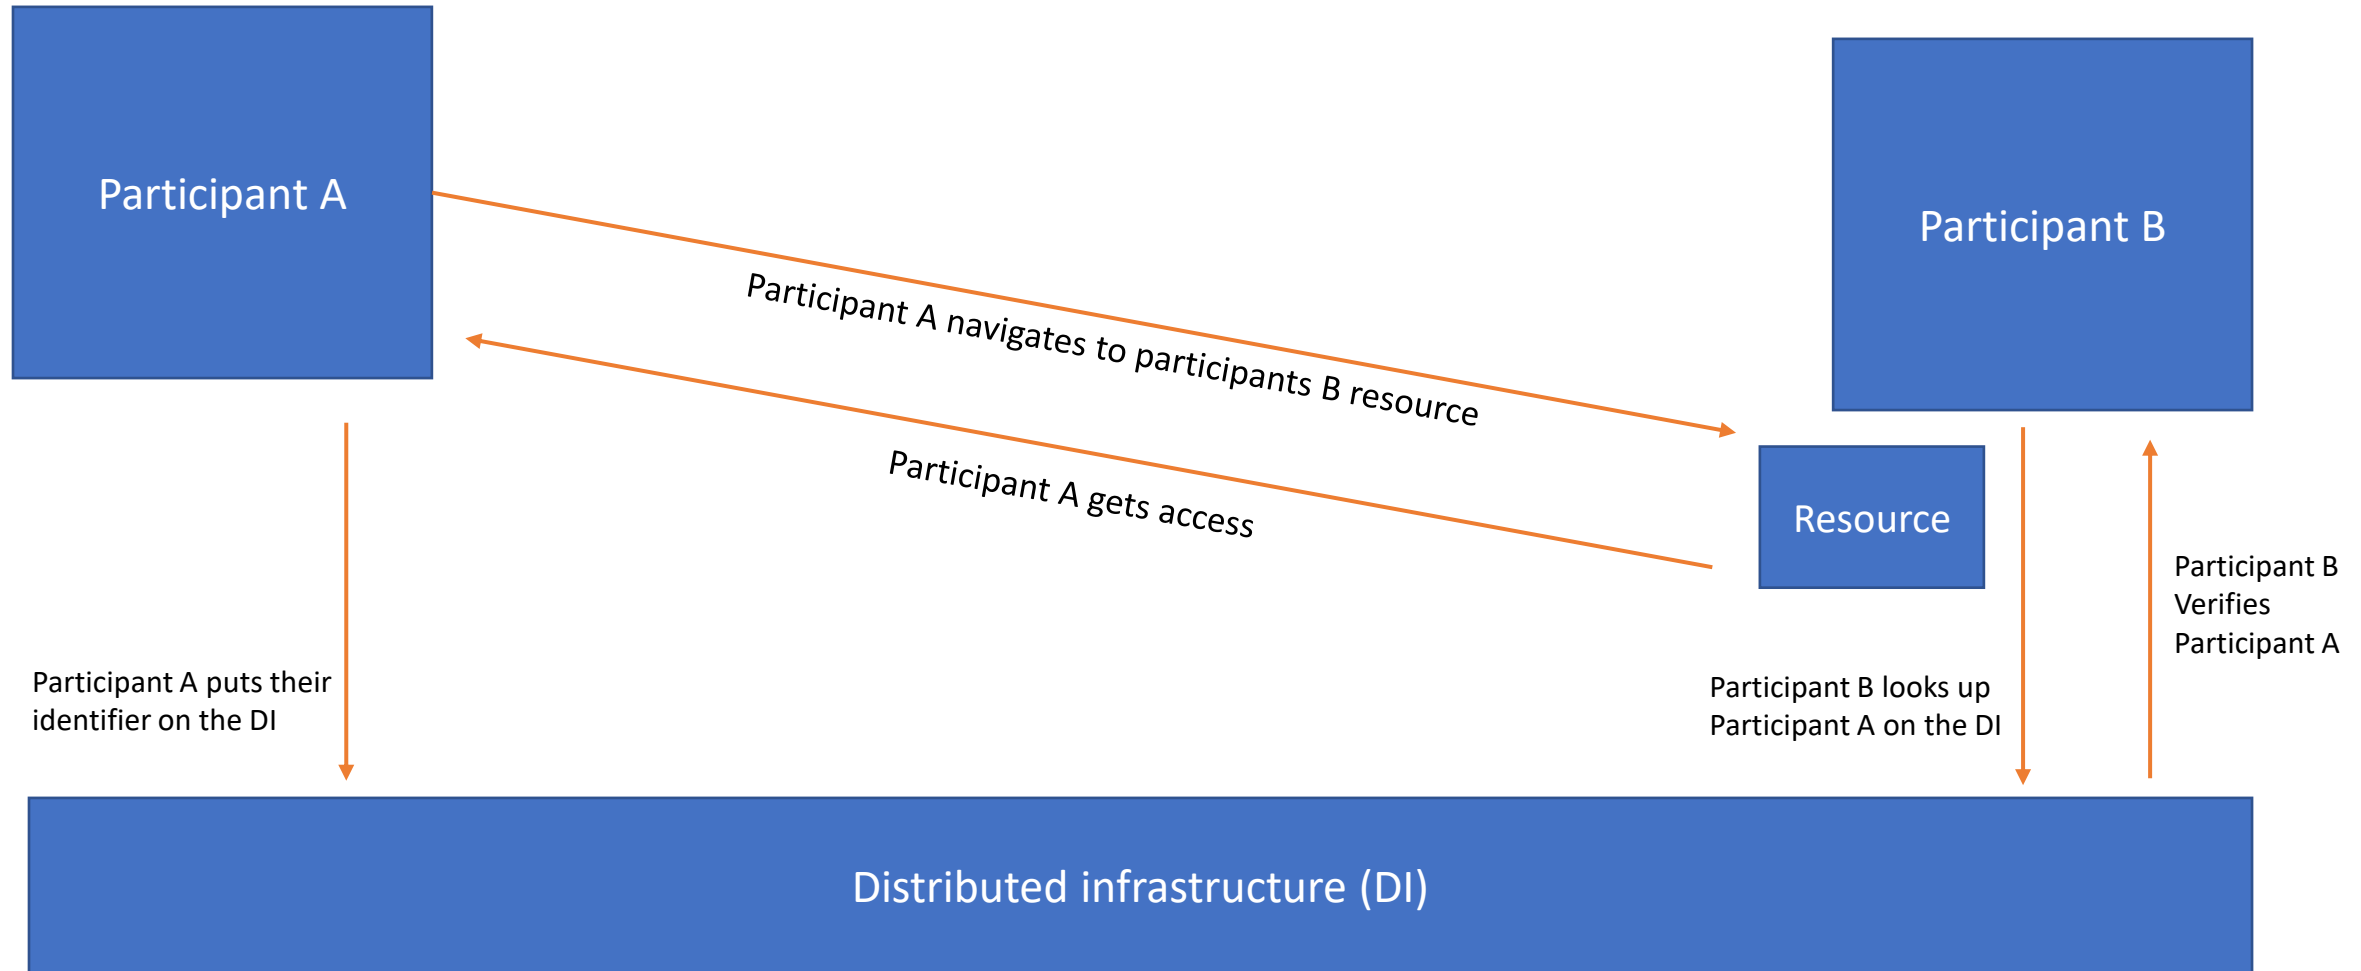 Participant A
Participant B
Participant A navigates to participants B resource
Participant A gets access
Resource
Participant B
Verifies
Participant A
Participant A puts their
identifier on the DI
Participant B looks up
Participant A on the DI
Distributed infrastructure (DI)